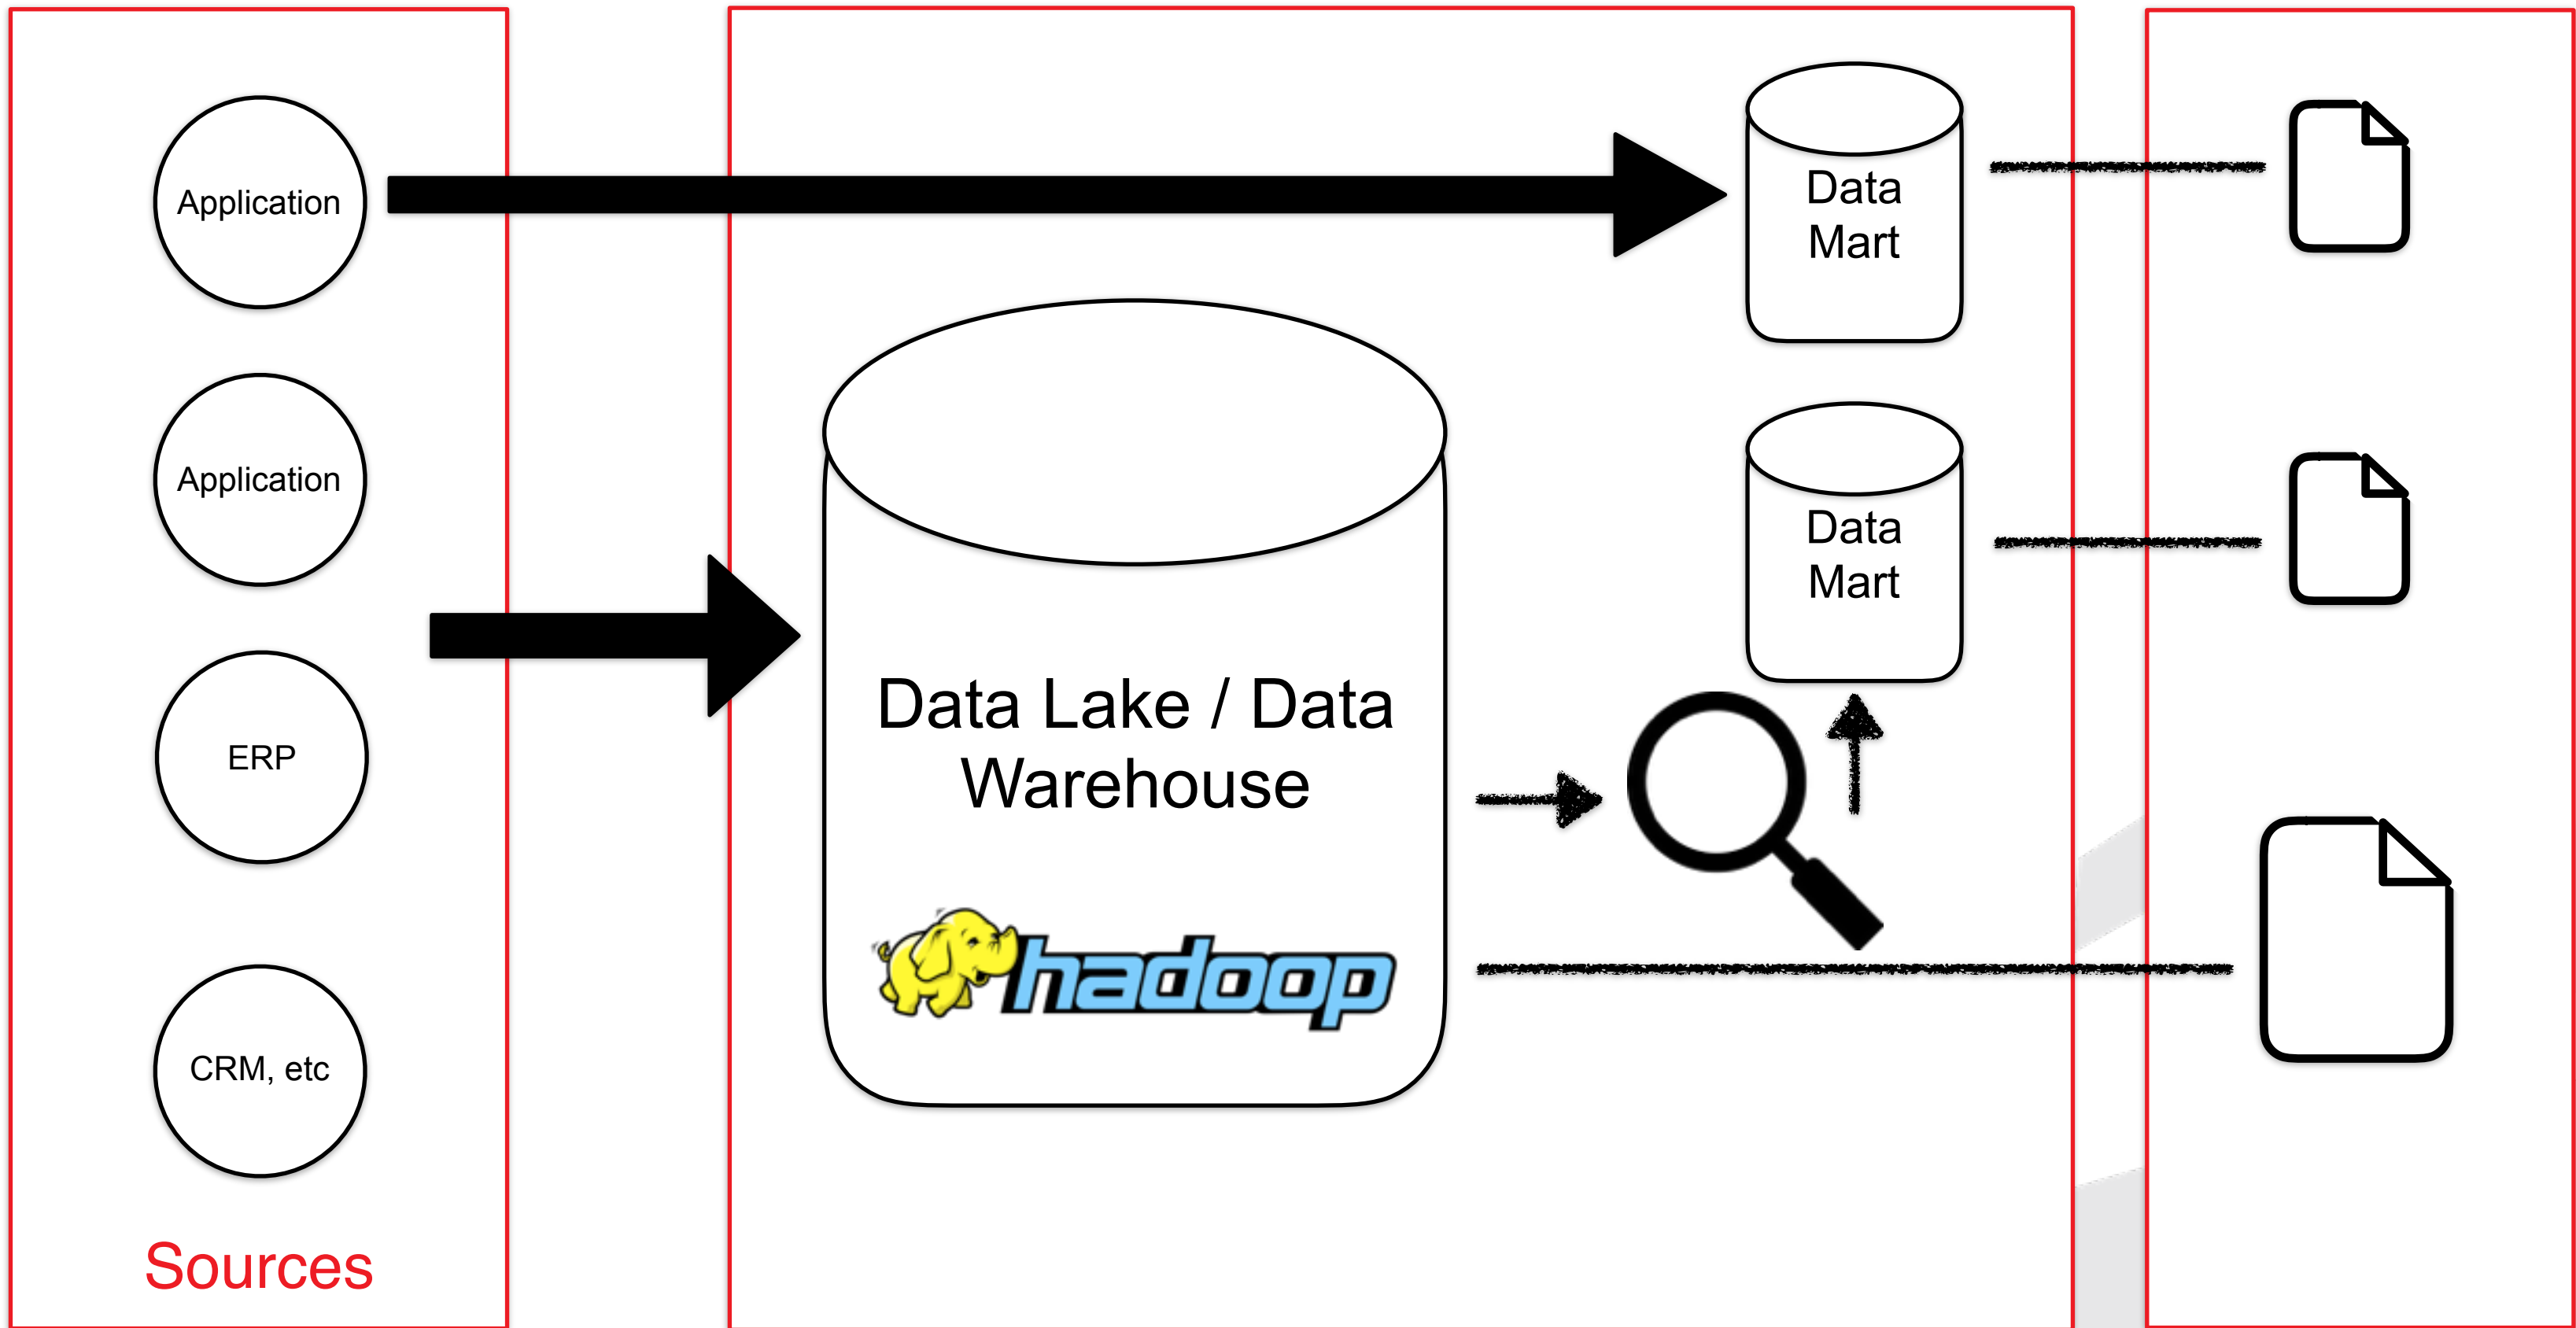 Application
Application
ERP
CRM, etc
Sources
Data Lake / Data
Warehouse
hadoop
Data
Mart
Data
Mart